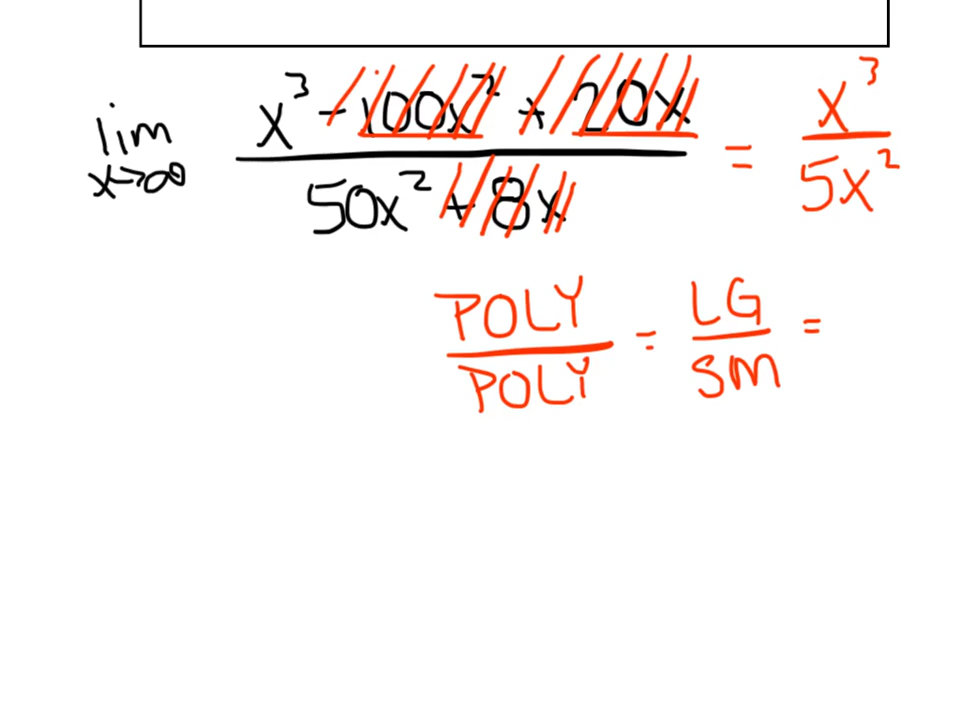 lim x→∞ (x³ - 100x² + 20x)/(50x² + 8x) = x³/5x²
POLY/POLY = LG/SM =